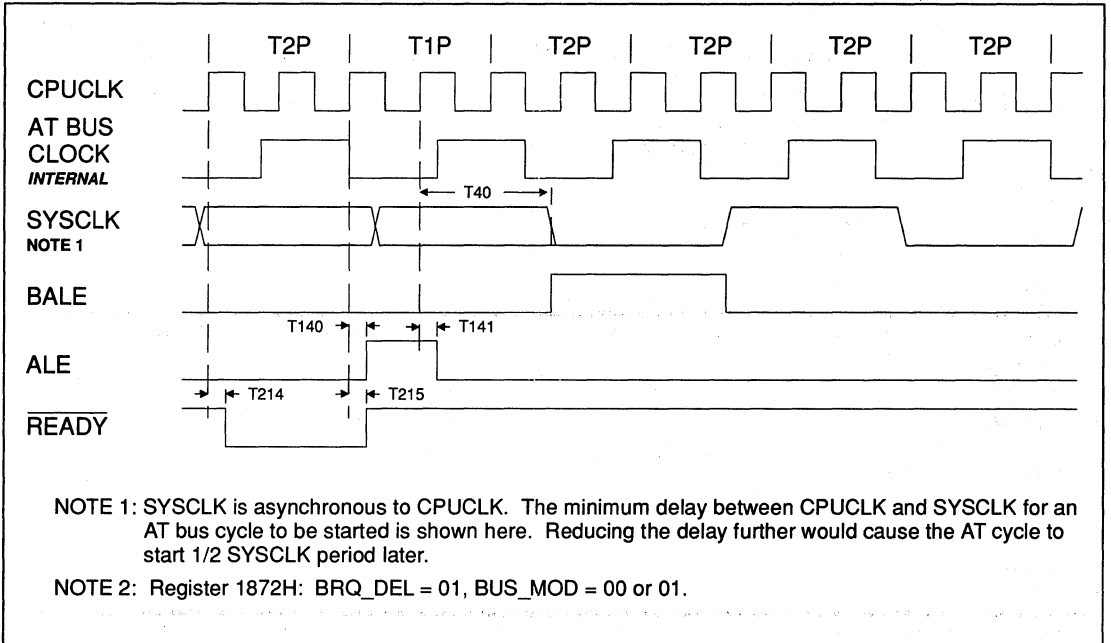 T2P T1P T2P T2P T2P T2P
CPUCLK
AT BUS
CLOCK
INTERNAL
T40
SYSCLK
NOTE 1
BALE
T140 T141
ALE
T214 T215
READY
NOTE 1: SYSCLK is asynchronous to CPUCLK. The minimum delay between CPUCLK and SYSCLK for an
AT bus cycle to be started is shown here. Reducing the delay further would cause the AT cycle to
start 1/2 SYSCLK period later.
NOTE 2: Register 1872H: BRQ_DEL = 01, BUS_MOD = 00 or 01.